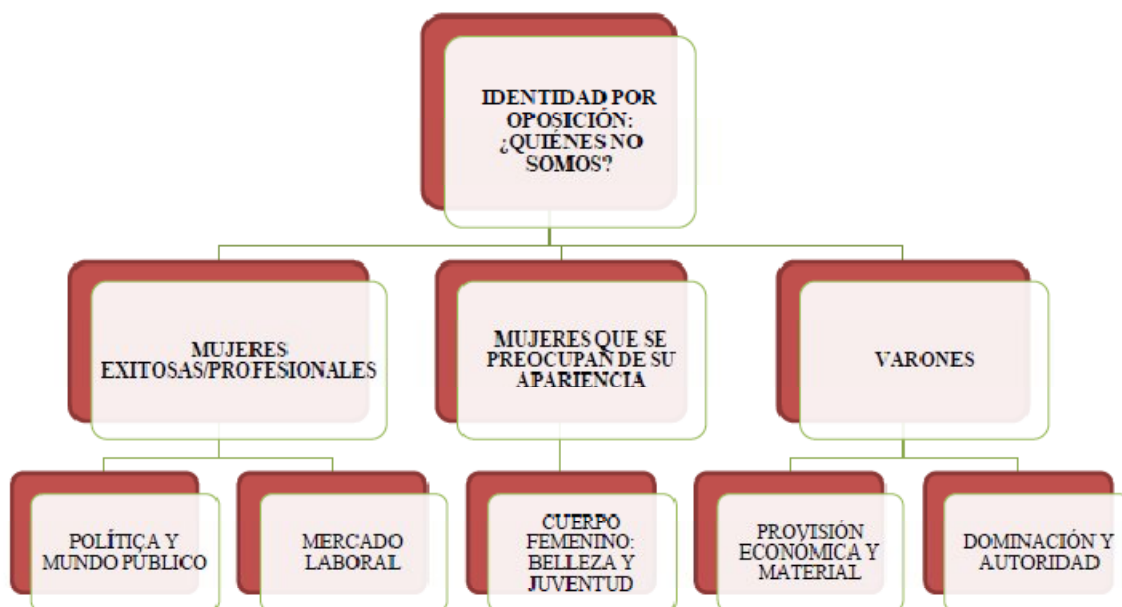 IDENTIDAD POR
OPOSICIÓN:
¿QUIÉNES NO
SOMOS?
MUJERES
EXITOSAS/PROFESIONALES
MUJERES QUE SE
PREOCUPAN DE SU
APARIENCIA
VARONES
POLÍTICA Y
MUNDO PÚBLICO
MERCADO
LABORAL
CUERPO
FEMENINO:
BELLEZA Y
JUVENTUD
PROVISIÓN
ECONÓMICA Y
MATERIAL
DOMINACIÓN Y
AUTORIDAD